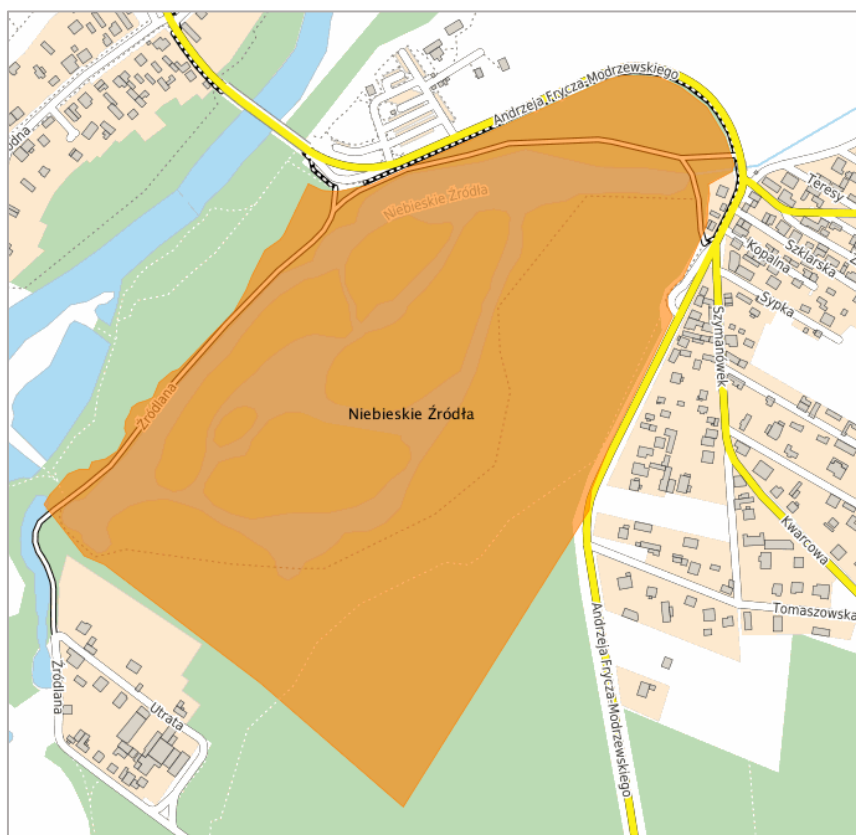 Andrzeja Frycza-Modrzewskiego
Teresy
Niebieskie Źródła
Szklarska
Kopalna
Sypka
Szymanówek
Źródlana
Niebieskie Źródła
Kwarcowa
Tomaszowska
Andrzeja Frycza-Modrzewskiego
Źródlana
Utrata